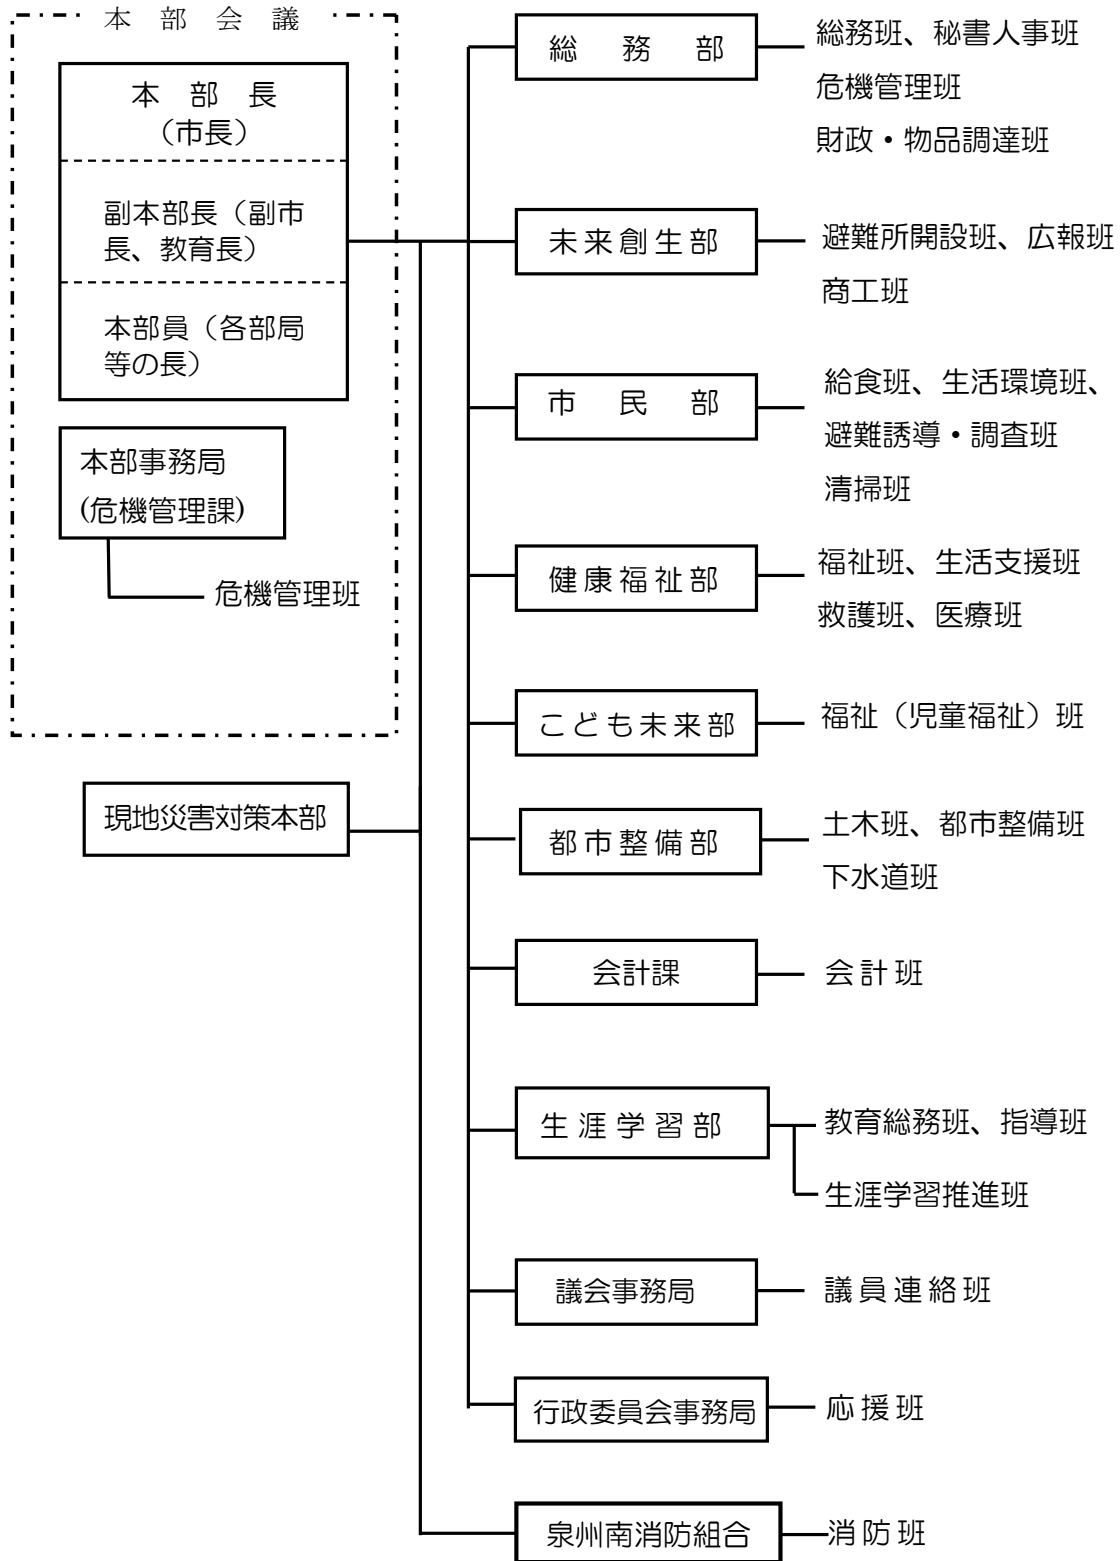 本部会議
本部長
（市長）
副本部長（副市
長、教育長）
本部員（各部局
等の長）
本部事務局
(危機管理課)
危機管理班
現地災害対策本部
総務部
総務班、秘書人事班
危機管理班
財政・物品調達班
未来創生部
避難所開設班、広報班
商工班
市民部
給食班、生活環境班、
避難誘導・調査班
清掃班
健康福祉部
福祉班、生活支援班
救護班、医療班
こども未来部
福祉（児童福祉）班
都市整備部
土木班、都市整備班
下水道班
会計課
会計班
生涯学習部
教育総務班、指導班
生涯学習推進班
議会事務局
議員連絡班
行政委員会事務局
応援班
泉州南消防組合
消防班